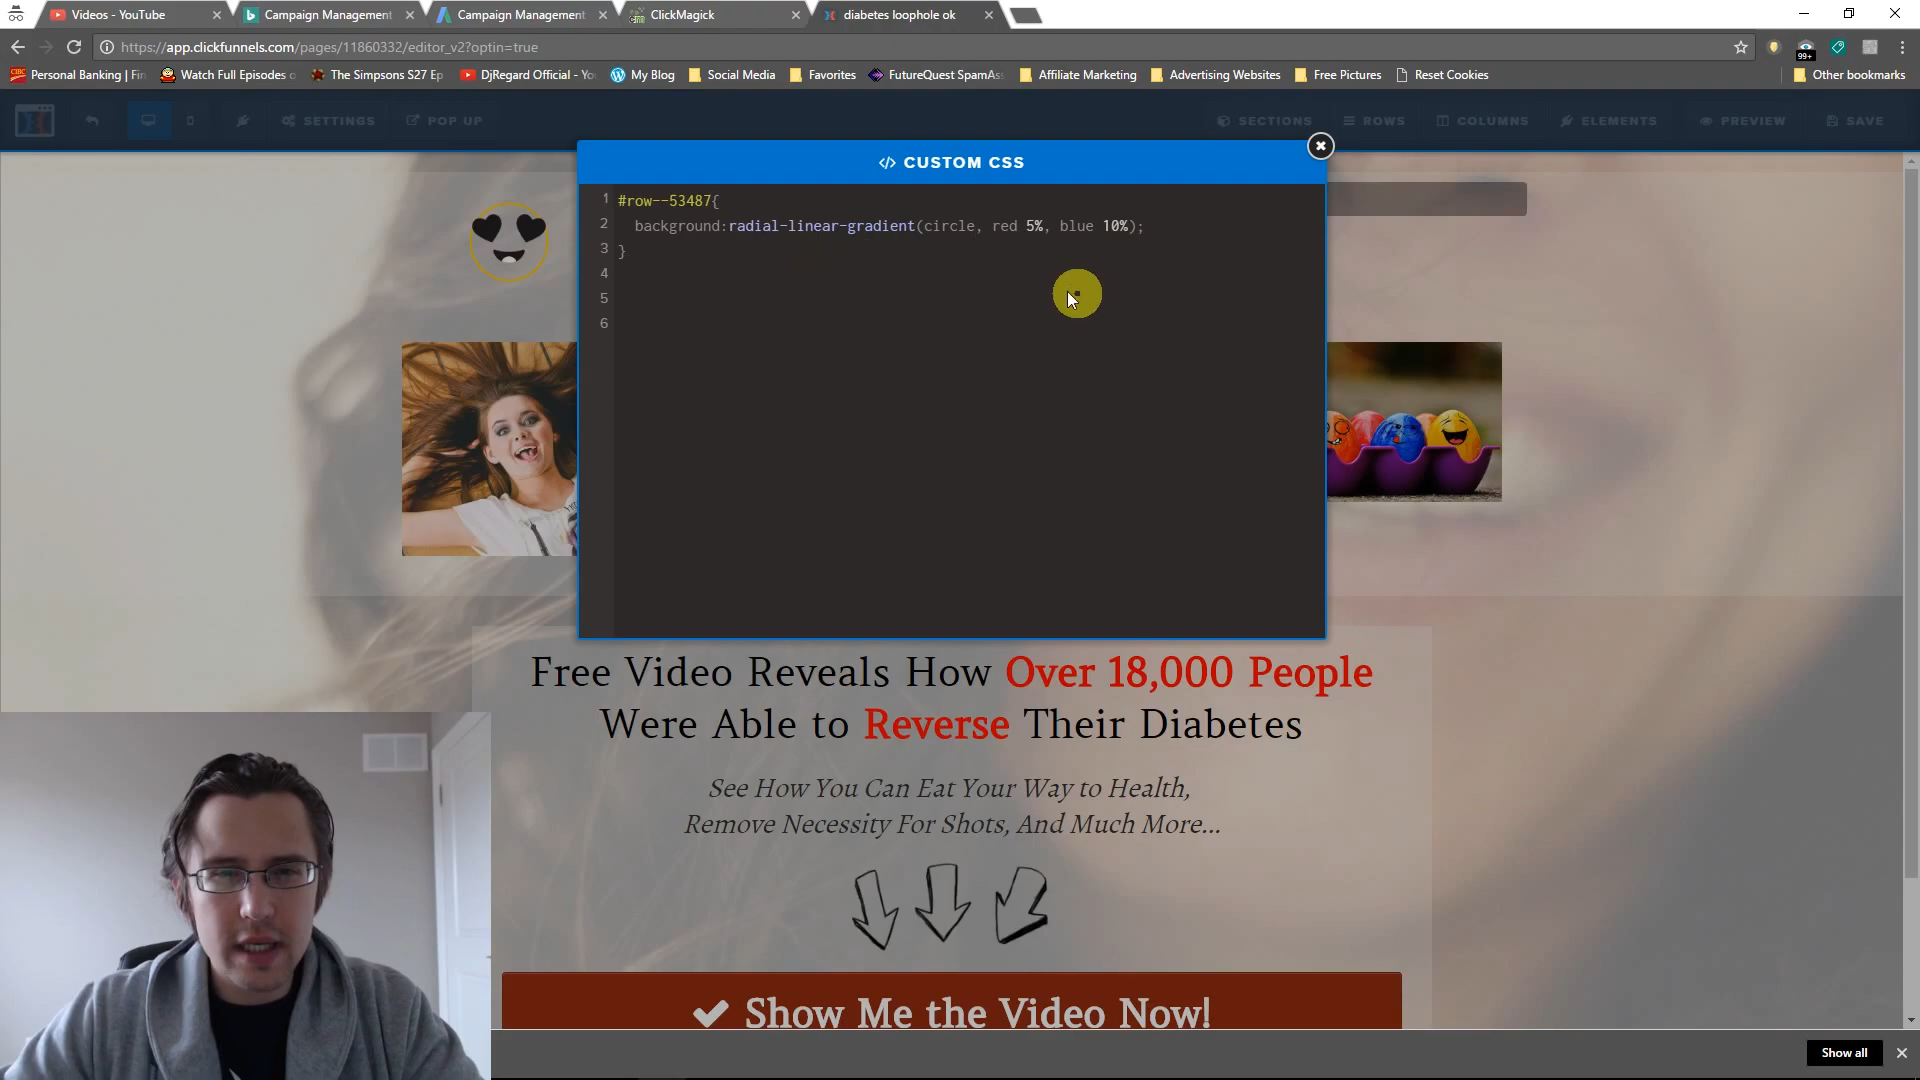 Videos - YouTube
Campaign Management
Campaign Management
ClickMagick
diabetes loophole ok
https://app.clickfunnels.com/pages/11860332/editor_v2?optin=true
99+
CIBC Personal Banking | Fin
Watch Full Episodes o
The Simpsons S27 Ep
DjRegard Official - Yo
My Blog
Social Media
Favorites
FutureQuest SpamAss
Affiliate Marketing
Advertising Websites
Free Pictures
Reset Cookies
Other bookmarks
SETTINGS
POP UP
SECTIONS
ROWS
COLUMNS
ELEMENTS
PREVIEW
SAVE
</> CUSTOM CSS
1 #row--53487{
2 background:radial-linear-gradient(circle, red 5%, blue 10%);
3 }
4
5
6
Free Video Reveals How Over 18,000 People
Were Able to Reverse Their Diabetes
See How You Can Eat Your Way to Health,
Remove Necessity For Shots, And Much More...
Show Me the Video Now!
Show all